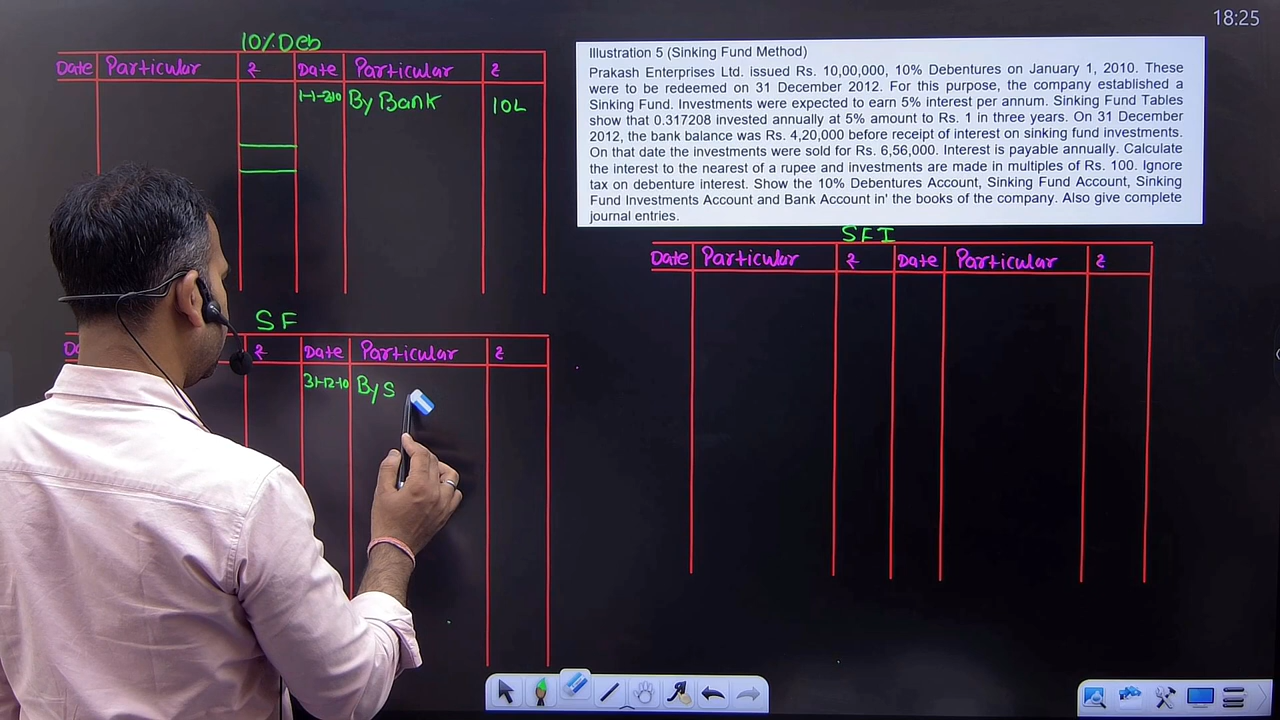 18:25
10% Deb
Date Particular ₹ Date Particular ₹
By Bank 10L
Illustration 5 (Sinking Fund Method)
Prakash Enterprises Ltd. issued Rs. 10,00,000, 10% Debentures on January 1, 2010. These
were to be redeemed on 31 December 2012. For this purpose, the company established a
Sinking Fund. Investments were expected to earn 5% interest per annum. Sinking Fund Tables
show that 0.317208 invested annually at 5% amount to Rs. 1 in three years. On 31 December
2012, the bank balance was Rs. 4,20,000 before receipt of interest on sinking fund investments.
On that date the investments were sold for Rs. 6,56,000. Interest is payable annually. Calculate
the interest to the nearest of a rupee and investments are made in multiples of Rs. 100. Ignore
tax on debenture interest. Show the 10% Debentures Account, Sinking Fund Account, Sinking
Fund Investments Account and Bank Account in' the books of the company. Also give complete
journal entries.
SFI
Date Particular ₹ Date Particular ₹
SF
₹ Date Particular ₹
31-12-10 By S